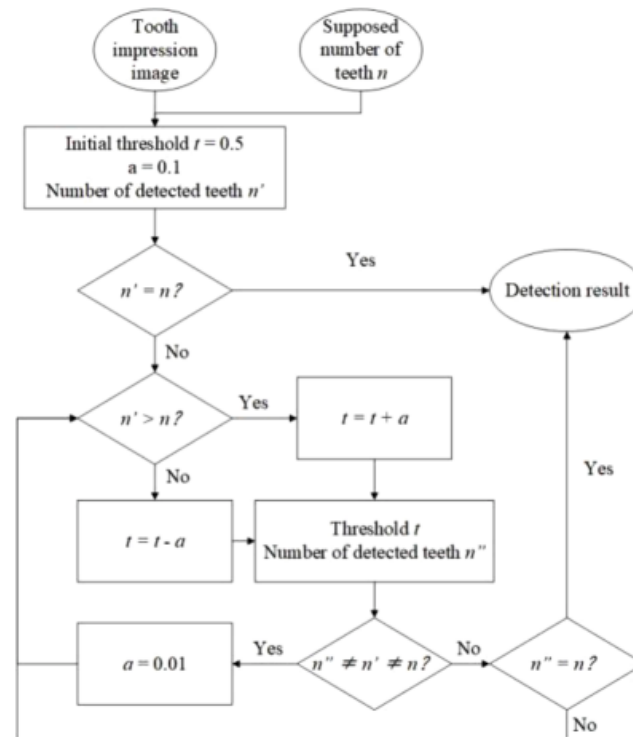 Tooth
impression
image
Supposed
number of
teeth n
Initial threshold t = 0.5
a = 0.1
Number of detected teeth n'
n' = n?
Yes
Detection result
No
n' > n?
Yes
t = t + a
No
Yes
t = t - a
Threshold t
Number of detected teeth n"
a = 0.01
Yes
n" ≠ n' ≠ n?
No
n" = n?
No